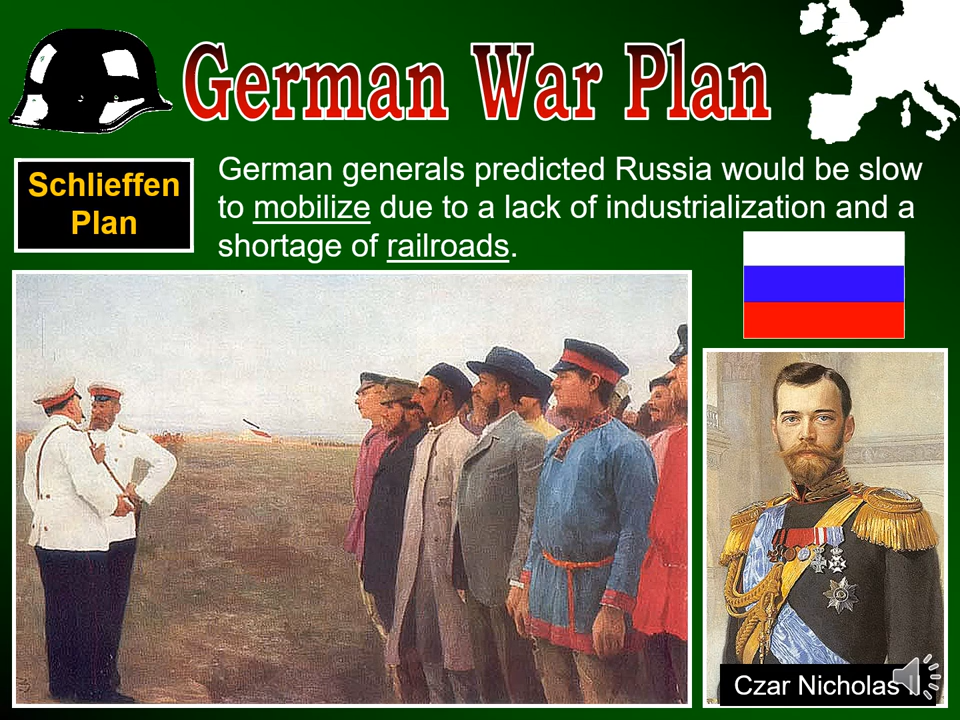 German War Plan
Schlieffen
Plan
German generals predicted Russia would be slow
to mobilize due to a lack of industrialization and a
shortage of railroads.
Czar Nicholas II